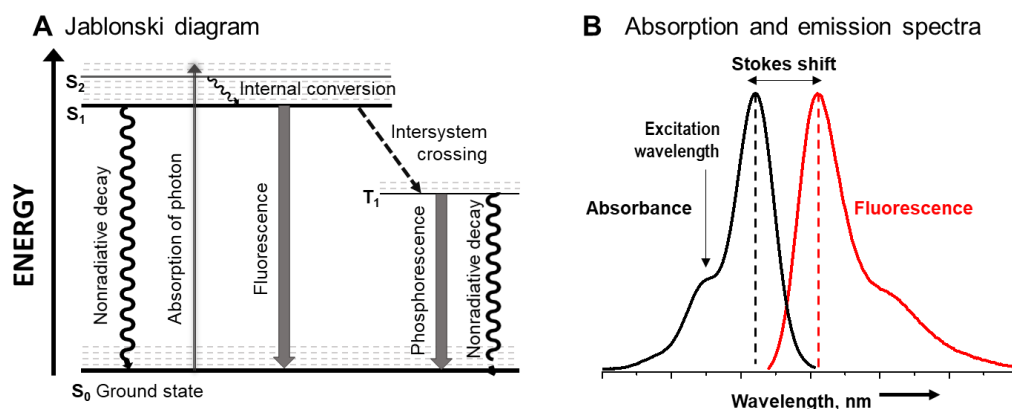 A Jablonski diagram
ENERGY
S2
S1
Internal conversion
Nonradiative decay
Absorption of photon
Fluorescence
Intersystem
crossing
T1
Phosphorescence
Nonradiative decay
S0 Ground state
B Absorption and emission spectra
Stokes shift
Excitation
wavelength
Absorbance
Fluorescence
Wavelength, nm